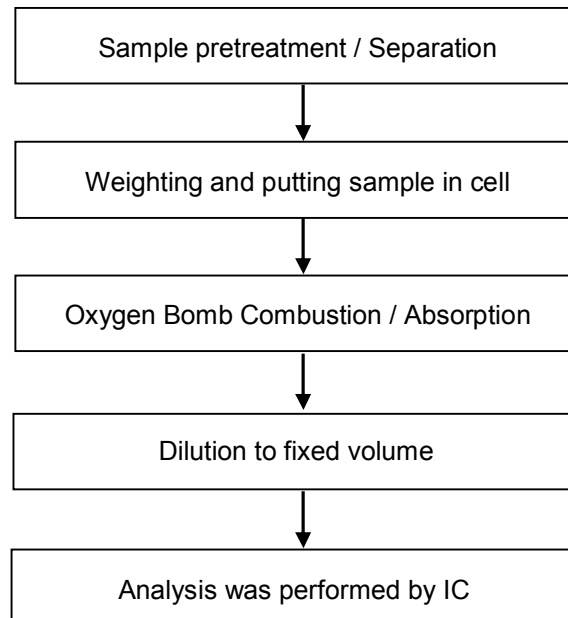 Sample pretreatment / Separation
Weighting and putting sample in cell
Oxygen Bomb Combustion / Absorption
Dilution to fixed volume
Analysis was performed by IC